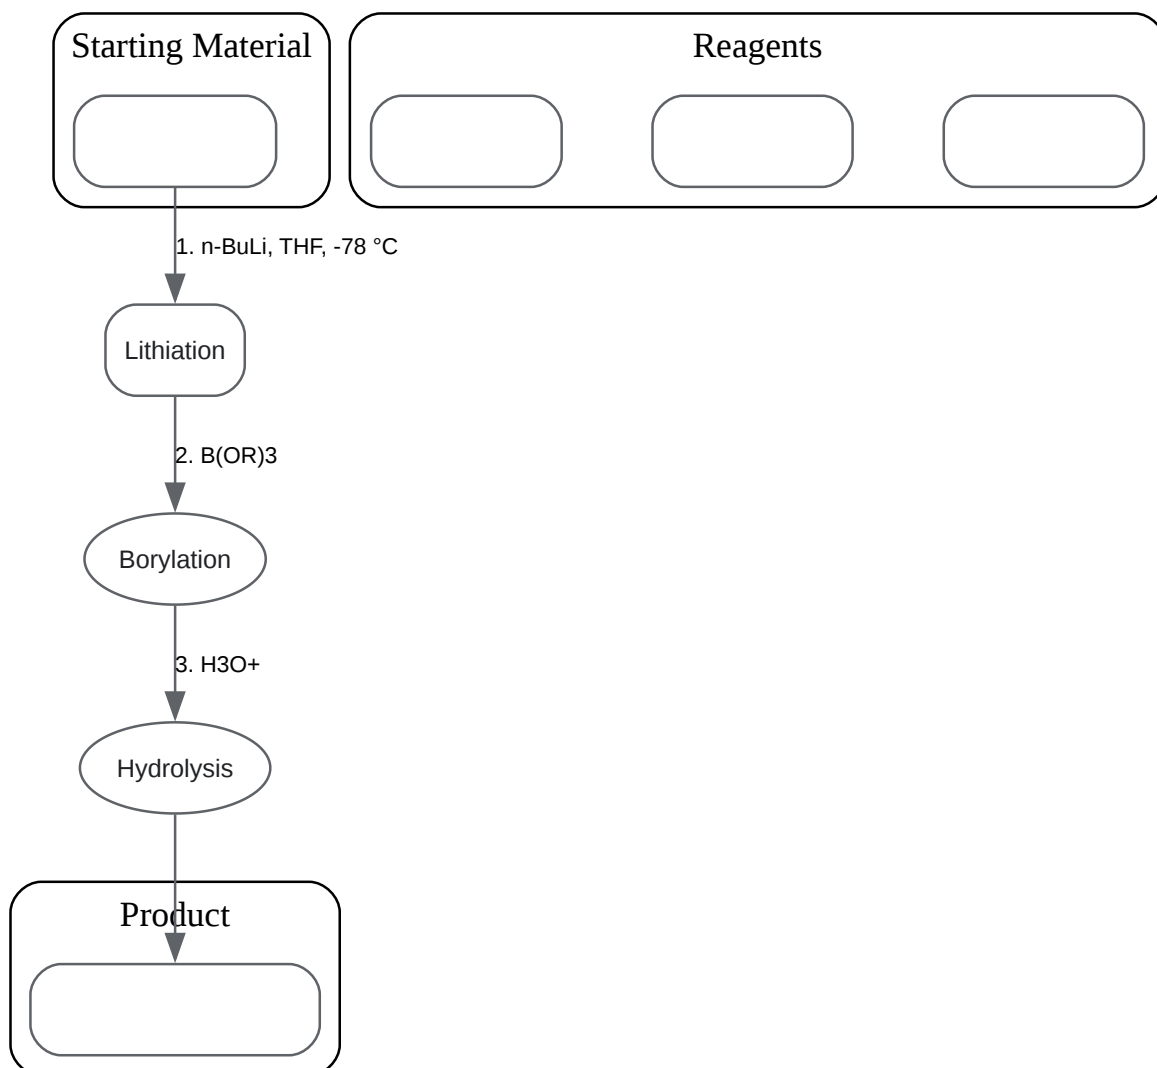 Starting Material
Reagents
1. n-BuLi, THF, -78 °C
Lithiation
2. B(OR)3
Borylation
3. H3O+
Hydrolysis
Product